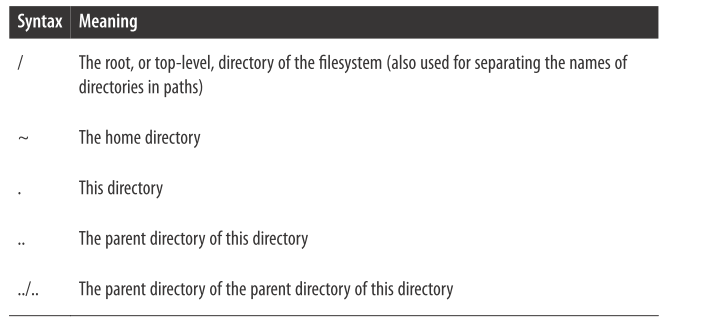 Syntax Meaning
/ The root, or top-level, directory of the filesystem (also used for separating the names of
directories in paths)
~ The home directory
. This directory
.. The parent directory of this directory
../.. The parent directory of the parent directory of this directory